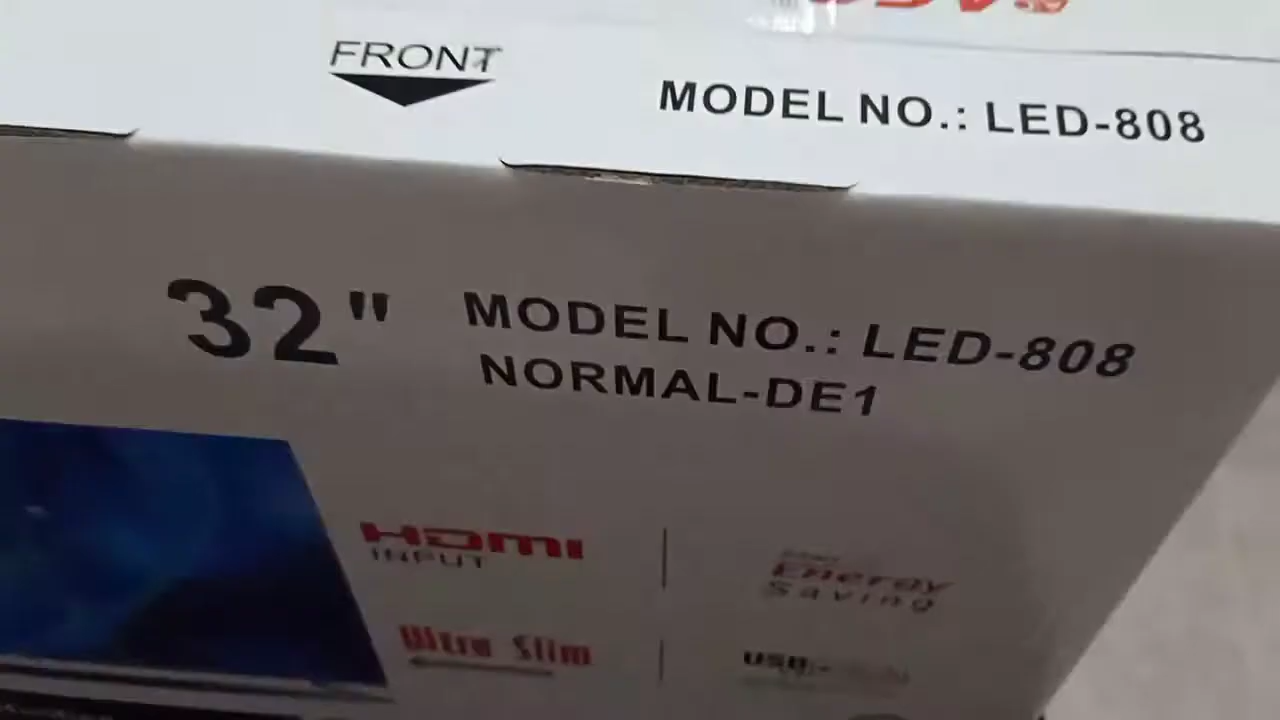 FRONT
MODEL NO.: LED-808
32" MODEL NO.: LED-808
NORMAL-DE1
HDMI
INPUT
Energy
Saving
Ultra Slim
USB